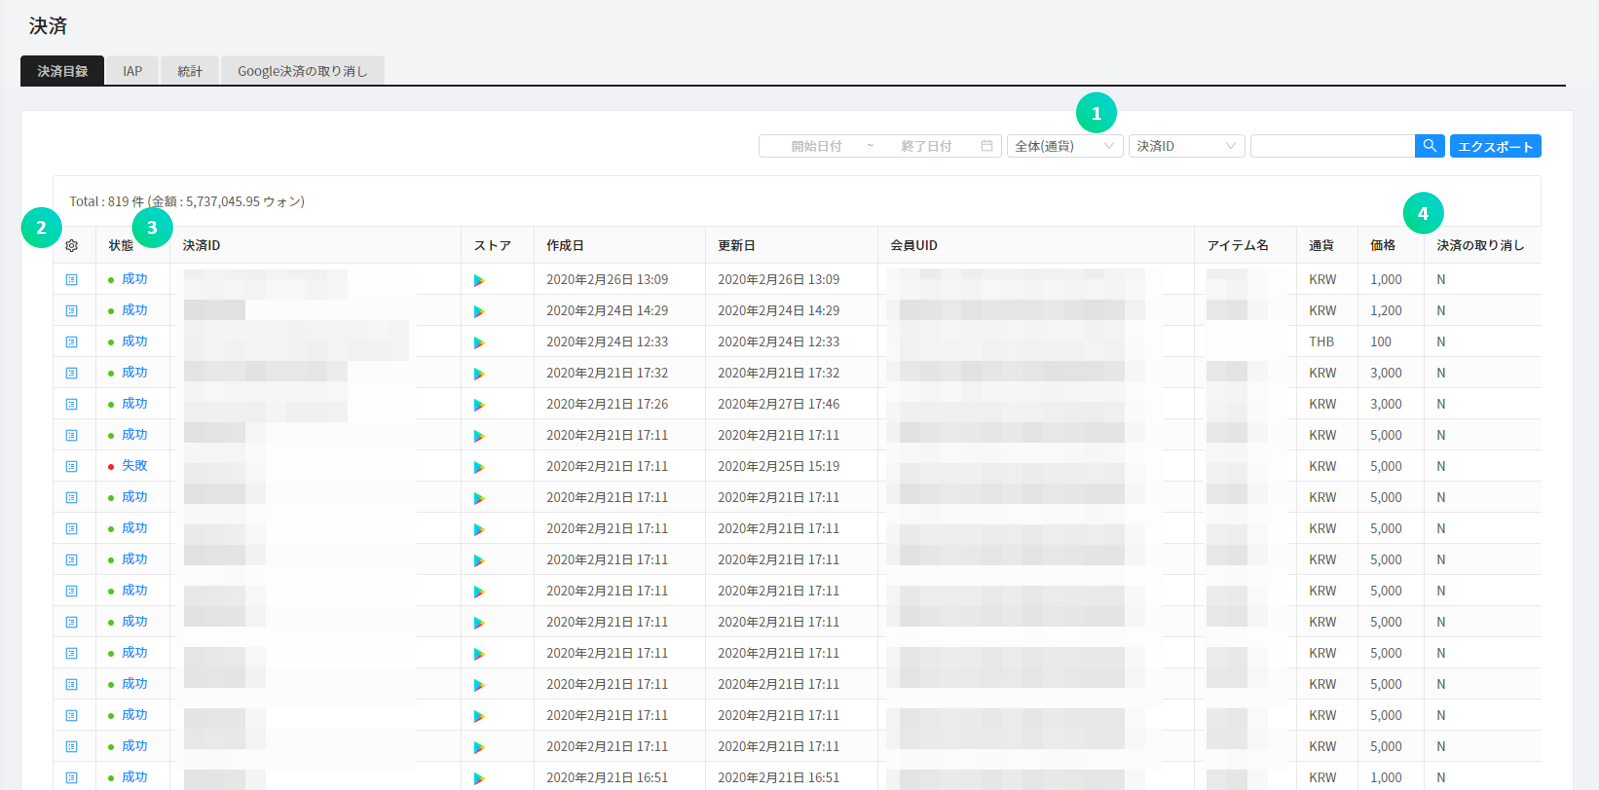 決済
決済目録 IAP 統計 Google決済の取り消し
1
開始日付 ~ 終了日付 全体(通貨) 決済ID エクスポート
Total : 819 件 (金額 : 5,737,045.95 ウォン)
2 3 4
状態 決済ID ストア 作成日 更新日 会員UID アイテム名 通貨 価格 決済の取り消し
成功 2020年2月26日 13:09 2020年2月26日 13:09 KRW 1,000 N
成功 2020年2月24日 14:29 2020年2月24日 14:29 KRW 1,200 N
成功 2020年2月24日 12:33 2020年2月24日 12:33 THB 100 N
成功 2020年2月21日 17:32 2020年2月21日 17:32 KRW 3,000 N
成功 2020年2月21日 17:26 2020年2月27日 17:46 KRW 3,000 N
成功 2020年2月21日 17:11 2020年2月21日 17:11 KRW 5,000 N
失敗 2020年2月21日 17:11 2020年2月25日 15:19 KRW 5,000 N
成功 2020年2月21日 17:11 2020年2月21日 17:11 KRW 5,000 N
成功 2020年2月21日 17:11 2020年2月21日 17:11 KRW 5,000 N
成功 2020年2月21日 17:11 2020年2月21日 17:11 KRW 5,000 N
成功 2020年2月21日 17:11 2020年2月21日 17:11 KRW 5,000 N
成功 2020年2月21日 17:11 2020年2月21日 17:11 KRW 5,000 N
成功 2020年2月21日 17:11 2020年2月21日 17:11 KRW 5,000 N
成功 2020年2月21日 17:11 2020年2月21日 17:11 KRW 5,000 N
成功 2020年2月21日 17:11 2020年2月21日 17:11 KRW 5,000 N
成功 2020年2月21日 17:11 2020年2月21日 17:11 KRW 5,000 N
成功 2020年2月21日 16:51 2020年2月21日 16:51 KRW 1,000 N